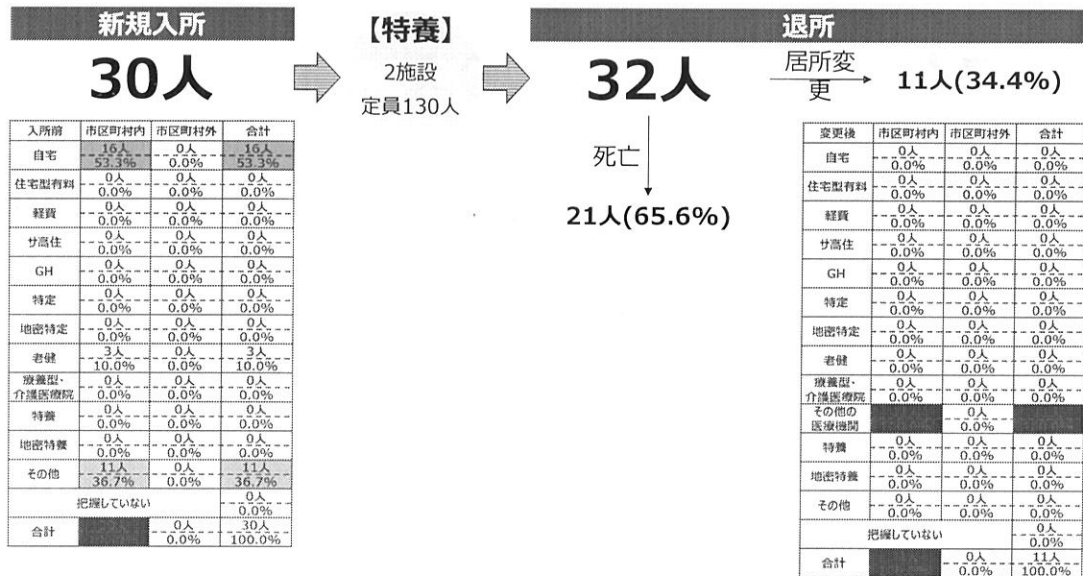 新規入所
30人
【特養】
2施設
定員130人
退所
32人
居所変更
11人(34.4%)
死亡
21人(65.6%)
入所前 市区町村内 市区町村外 合計
自宅 16人 0人 16人
53.3% 0.0% 53.3%
住宅型有料 0人 0人 0人
0.0% 0.0% 0.0%
軽費 0人 0人 0人
0.0% 0.0% 0.0%
サ高住 0人 0人 0人
0.0% 0.0% 0.0%
GH 0人 0人 0人
0.0% 0.0% 0.0%
特定 0人 0人 0人
0.0% 0.0% 0.0%
地密特定 0人 0人 0人
0.0% 0.0% 0.0%
老健 3人 0人 3人
10.0% 0.0% 10.0%
療養型・介護医療院 0人 0人 0人
0.0% 0.0% 0.0%
特養 0人 0人 0人
0.0% 0.0% 0.0%
地密特養 0人 0人 0人
0.0% 0.0% 0.0%
その他 11人 0人 11人
36.7% 0.0% 36.7%
把握していない 0人
0.0%
合計 0人 30人
0.0% 100.0%
変更後 市区町村内 市区町村外 合計
自宅 0人 0人 0人
0.0% 0.0% 0.0%
住宅型有料 0人 0人 0人
0.0% 0.0% 0.0%
軽費 0人 0人 0人
0.0% 0.0% 0.0%
サ高住 0人 0人 0人
0.0% 0.0% 0.0%
GH 0人 0人 0人
0.0% 0.0% 0.0%
特定 0人 0人 0人
0.0% 0.0% 0.0%
地密特定 0人 0人 0人
0.0% 0.0% 0.0%
老健 0人 0人 0人
0.0% 0.0% 0.0%
療養型・介護医療院 0人 0人 0人
0.0% 0.0% 0.0%
その他の医療機関 0人
0.0%
特養 0人 0人 0人
0.0% 0.0% 0.0%
地密特養 0人 0人 0人
0.0% 0.0% 0.0%
その他 0人 0人 0人
0.0% 0.0% 0.0%
把握していない 0人
0.0%
合計 0人 11人
0.0% 100.0%